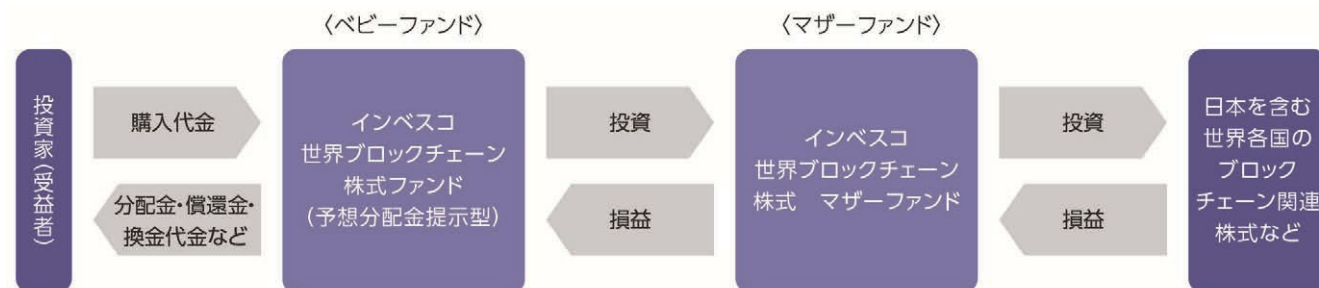 〈ベビーファンド〉
〈マザーファンド〉
投資家(受益者)
購入代金
分配金・償還金・
換金代金など
インベスコ
世界ブロックチェーン
株式ファンド
(予想分配金提示型)
投資
損益
インベスコ
世界ブロックチェーン
株式　マザーファンド
投資
損益
日本を含む
世界各国の
ブロック
チェーン関連
株式など